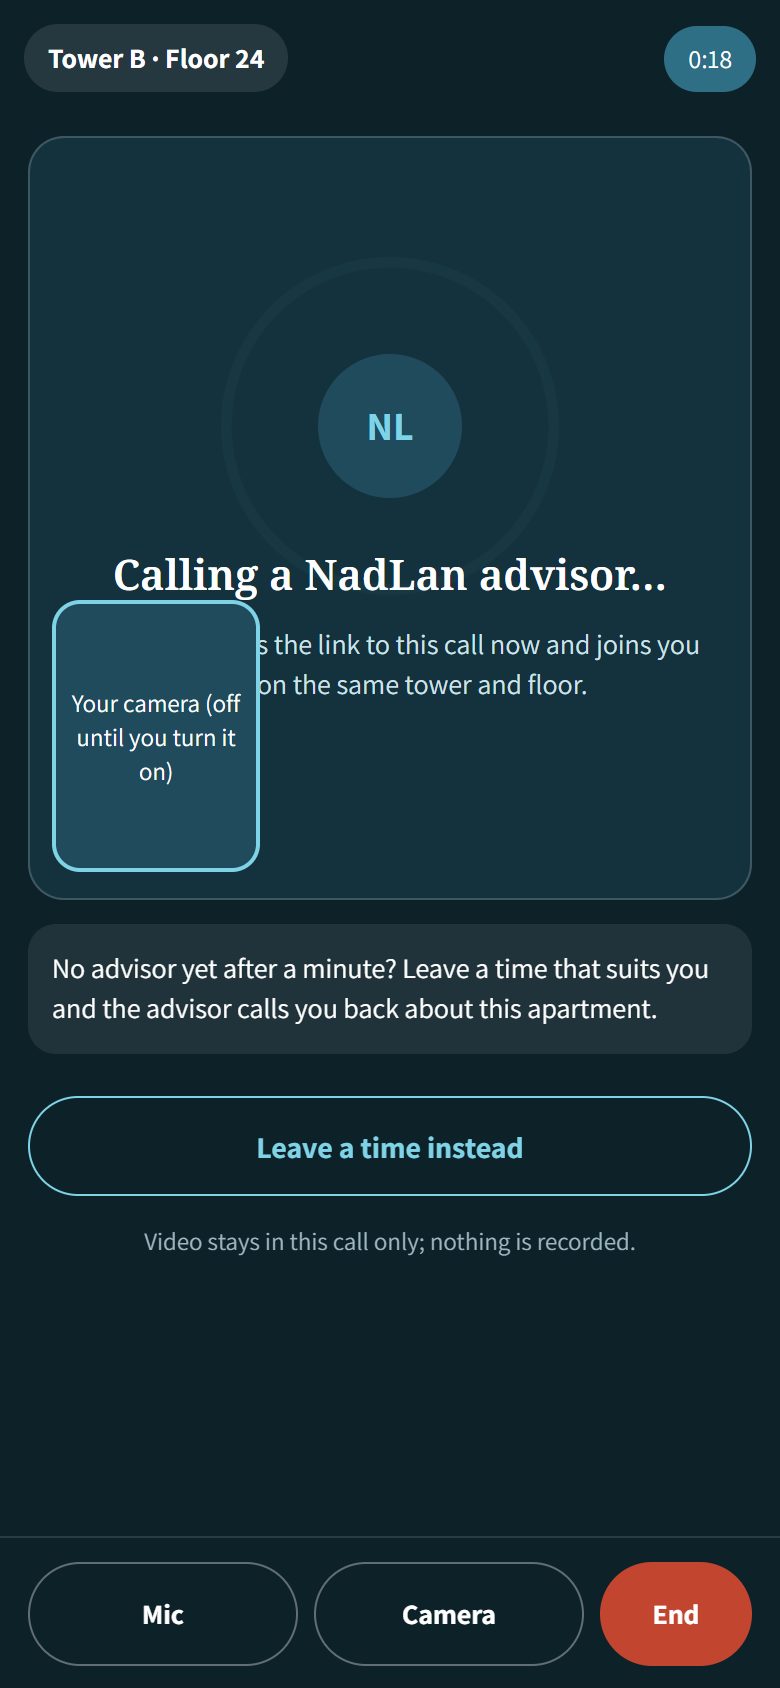 Tower B · Floor 24
0:18
NL
Calling a NadLan advisor...
the link to this call now and joins you
on the same tower and floor.
Your camera (off
until you turn it
on)
No advisor yet after a minute? Leave a time that suits you
and the advisor calls you back about this apartment.
Leave a time instead
Video stays in this call only; nothing is recorded.
Mic
Camera
End